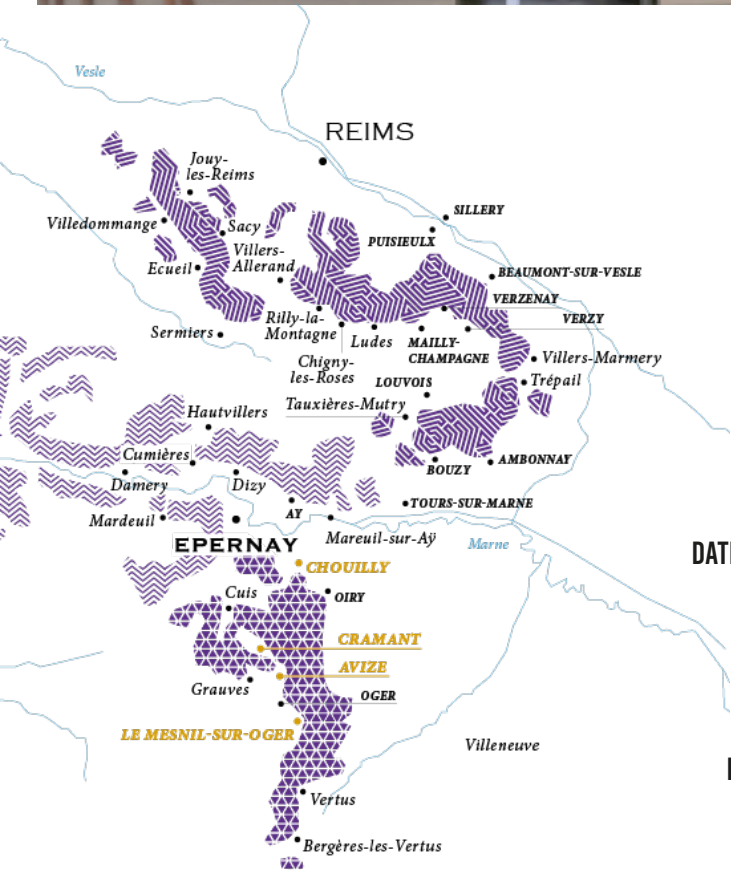 Vesle
REIMS
Jouy-
les-Reims
SILLERY
Villedommange
Sacy
PUISIEULX
Villers-
Allerand
Ecueil
BEAUMONT-SUR-VESLE
VERZENAY
VERZY
Rilly-la-
Montagne
Sermiers
Ludes
MAILLY-
CHAMPAGNE
Chigny-
les-Roses
Villers-Marmery
Trépail
LOUVOIS
Tauxières-Mutry
Hautvillers
Cumières
AMBONNAY
BOUZY
Damery
Dizy
TOURS-SUR-MARNE
AY
Mardeuil
Mareuil-sur-Aÿ
Marne
EPERNAY
DATE
CHOUILLY
Cuis
OIRY
CRAMANT
AVIZE
Grauves
OGER
LE MESNIL-SUR-OGER
Villeneuve
Vertus
Bergères-les-Vertus